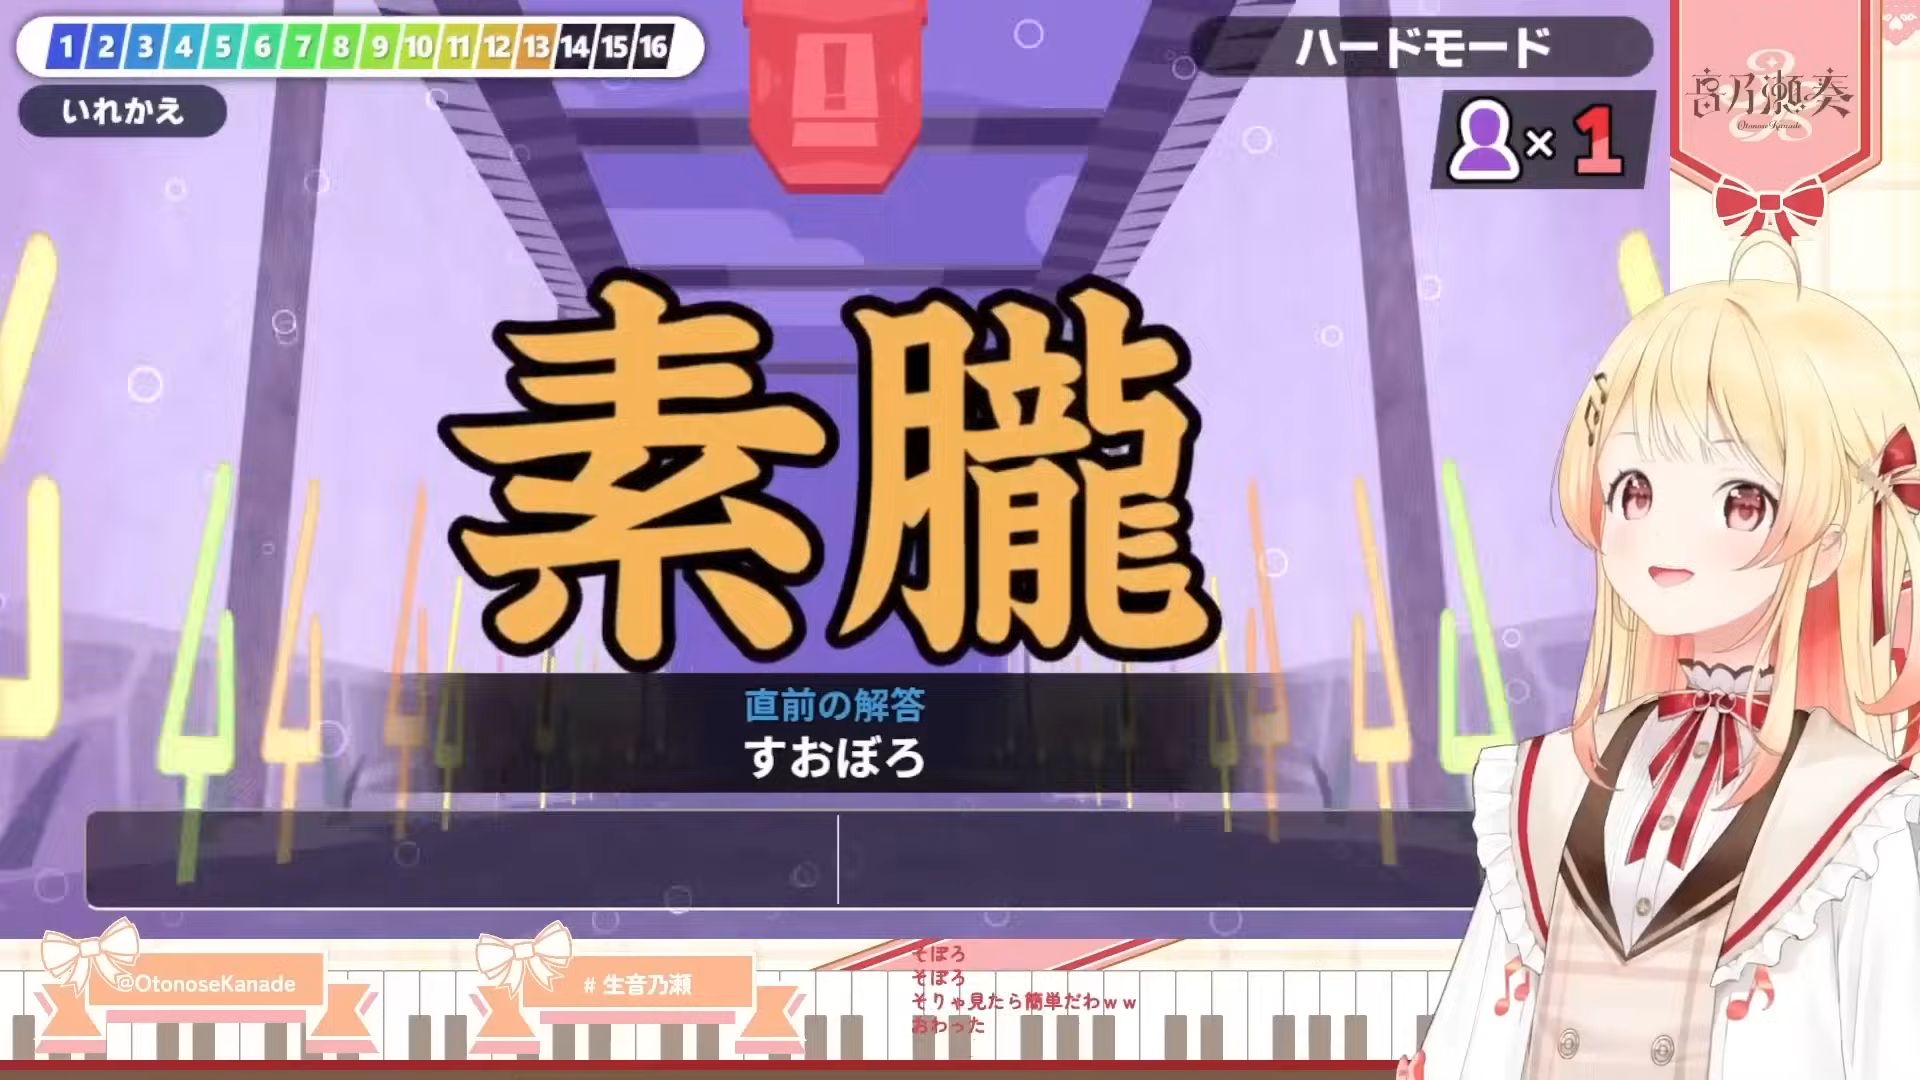 1 2 3 4 5 6 7 8 9 10 11 12 13 14 15 16
いれかえ
ハードモード
× 1
音乃瀬奏
Otonose Kanade
素朧
直前の解答
すおぼろ
@OtonoseKanade
# 生音乃瀬
そぼろ
そぼろ
そりゃ見たら簡単だわｗｗ
おわった